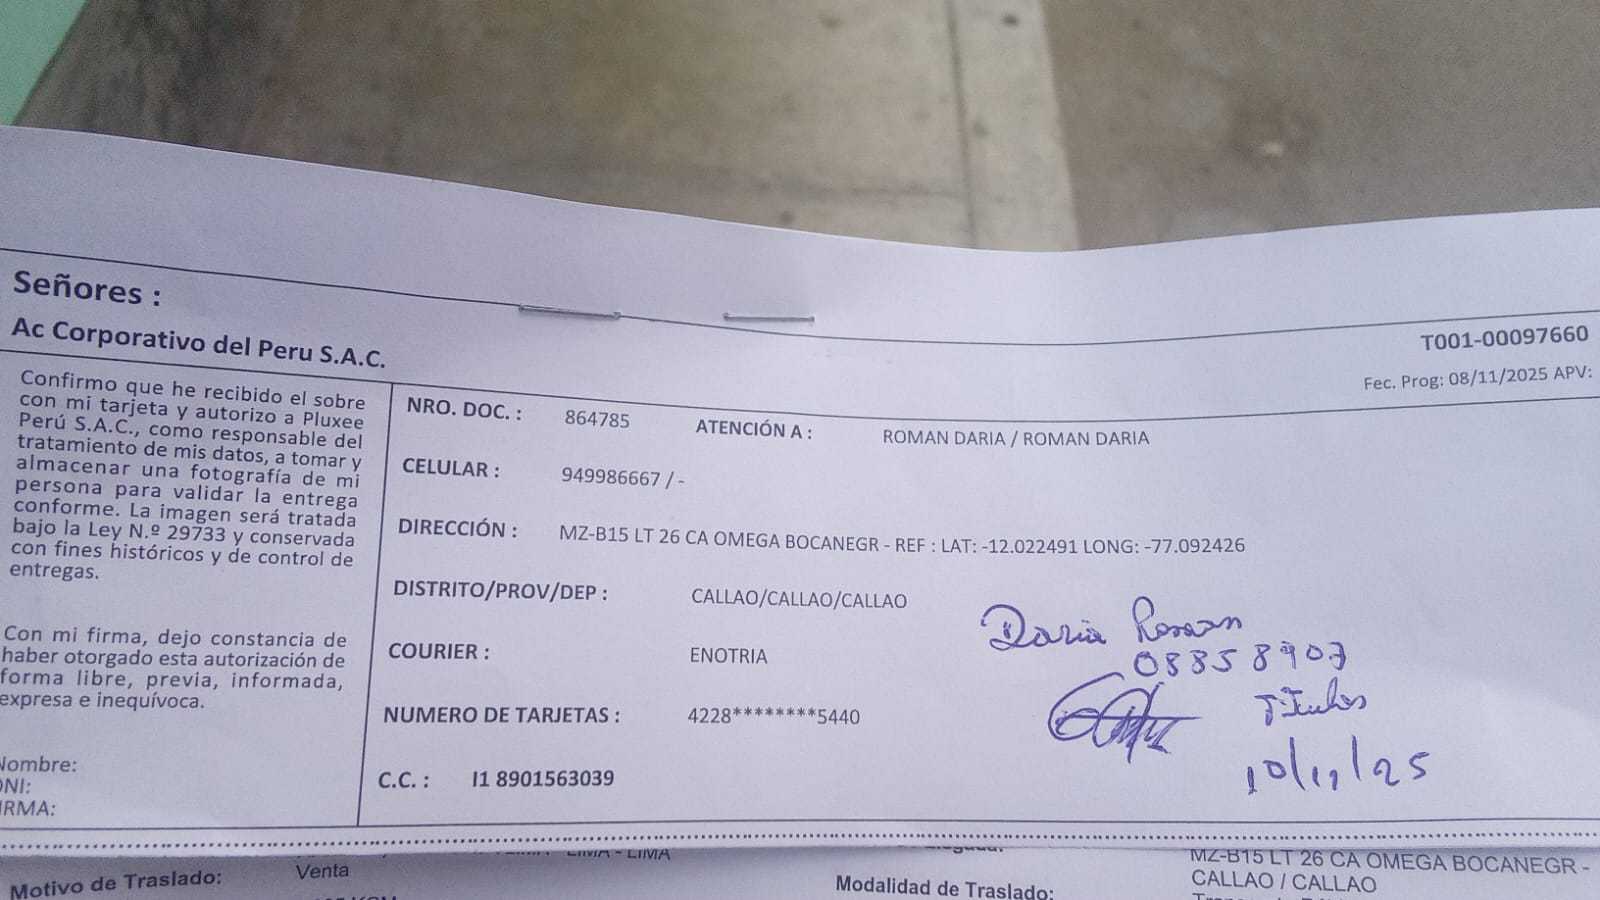 Señores :
Ac Corporativo del Peru S.A.C.
T001-00097660
Fec. Prog: 08/11/2025 APV:
Confirmo que he recibido el sobre
con mi tarjeta y autorizo a Pluxee
Perú S.A.C., como responsable del
tratamiento de mis datos, a tomar y
almacenar una fotografía de mi
persona para validar la entrega
conforme. La imagen será tratada
bajo la Ley N.º 29733 y conservada
con fines históricos y de control de
entregas.
Con mi firma, dejo constancia de
haber otorgado esta autorización de
forma libre, previa, informada,
expresa e inequívoca.
Nombre:
DNI:
FIRMA:
NRO. DOC. : 864785 ATENCIÓN A : ROMAN DARIA / ROMAN DARIA
CELULAR : 949986667 / -
DIRECCIÓN : MZ-B15 LT 26 CA OMEGA BOCANEGR - REF : LAT: -12.022491 LONG: -77.092426
DISTRITO/PROV/DEP : CALLAO/CALLAO/CALLAO
COURIER : ENOTRIA
NUMERO DE TARJETAS : 4228********5440
C.C. : I1 8901563039
Daria Roman
08858907
10/11/25
LIMA - LIMA
Motivo de Traslado: Venta
Modalidad de Traslado:
MZ-B15 LT 26 CA OMEGA BOCANEGR -
CALLAO / CALLAO